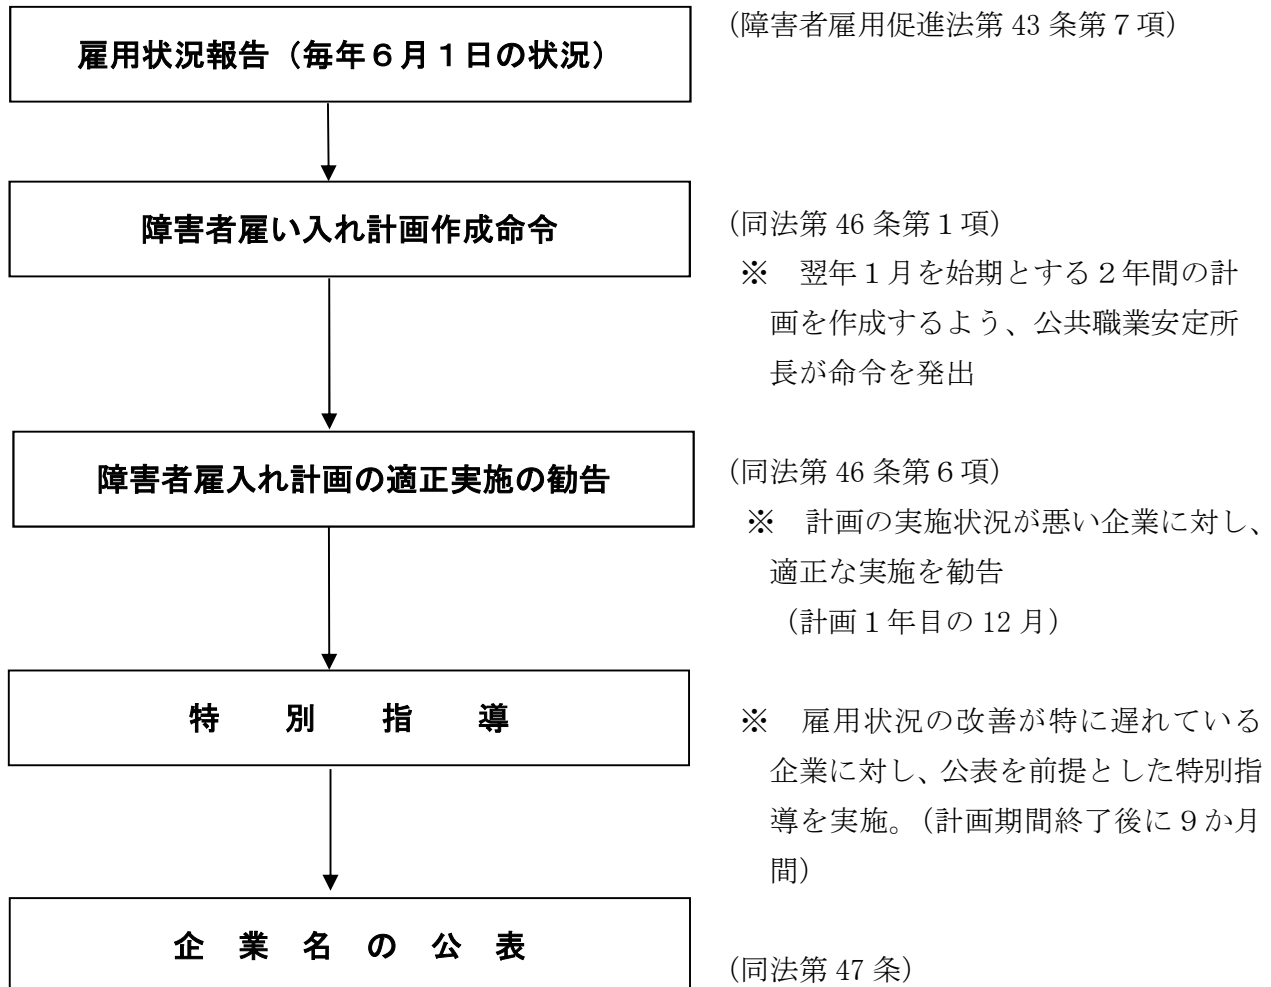 雇用状況報告（毎年６月１日の状況）
（障害者雇用促進法第 43 条第７項）
障害者雇い入れ計画作成命令
（同法第 46 条第１項）
※　翌年１月を始期とする２年間の計
画を作成するよう、公共職業安定所
長が命令を発出
障害者雇入れ計画の適正実施の勧告
（同法第 46 条第６項）
※　計画の実施状況が悪い企業に対し、
適正な実施を勧告
（計画１年目の 12 月）
特　別　指　導
※　雇用状況の改善が特に遅れている
企業に対し、公表を前提とした特別指
導を実施。（計画期間終了後に９か月
間）
企　業　名　の　公　表
（同法第 47 条）